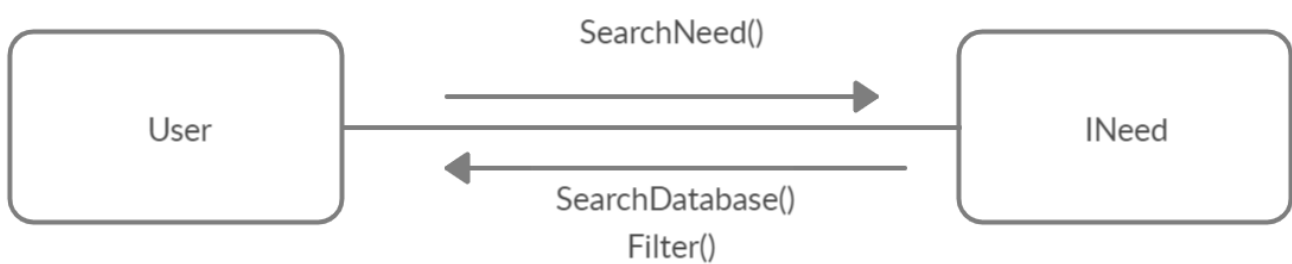 SearchNeed()
User
INeed
SearchDatabase()
Filter()